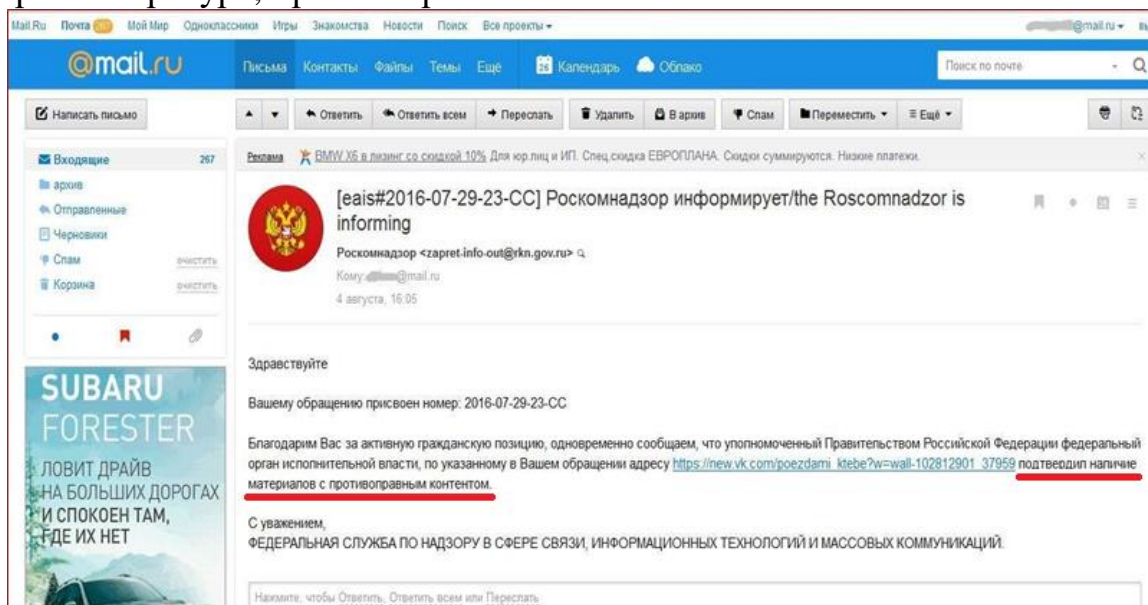 Mail.Ru Почта Мой Мир Одноклассники Игры Знакомства Новости Поиск Все проекты
@mail.ru
@mail.ru Письма Контакты Файлы Темы Ещё 26 Календарь Облако Поиск по почте
Написать письмо Ответить Ответить всем Переслать Удалить В архив Спам Переместить Ещё
Входящие 267
архив
Отправленные
Черновики
Спам очистить
Корзина очистить
Реклама BMW X6 в лизинг со скидкой 10% Для юр.лиц и ИП. Спец.скидка ЕВРОПЛАНА. Скидки суммируются. Низкие платежи.
[eais#2016-07-29-23-CC] Роскомнадзор информирует/the Roscomnadzor is
informing
Роскомнадзор <zapret-info-out@rkn.gov.ru>
Кому: @mail.ru
4 августа, 16:05
Здравствуйте
Вашему обращению присвоен номер: 2016-07-29-23-CC
Благодарим Вас за активную гражданскую позицию, одновременно сообщаем, что уполномоченный Правительством Российской Федерации федеральный
орган исполнительной власти, по указанному в Вашем обращении адресу https://new.vk.com/poezdami_ktebe?w=wall-102812901_37959 подтвердил наличие
материалов с противоправным контентом.
С уважением,
ФЕДЕРАЛЬНАЯ СЛУЖБА ПО НАДЗОРУ В СФЕРЕ СВЯЗИ, ИНФОРМАЦИОННЫХ ТЕХНОЛОГИЙ И МАССОВЫХ КОММУНИКАЦИЙ.
Нажмите, чтобы Ответить, Ответить всем или Переслать
SUBARU
FORESTER
ЛОВИТ ДРАЙВ
НА БОЛЬШИХ ДОРОГАХ
И СПОКОЕН ТАМ,
ГДЕ ИХ НЕТ